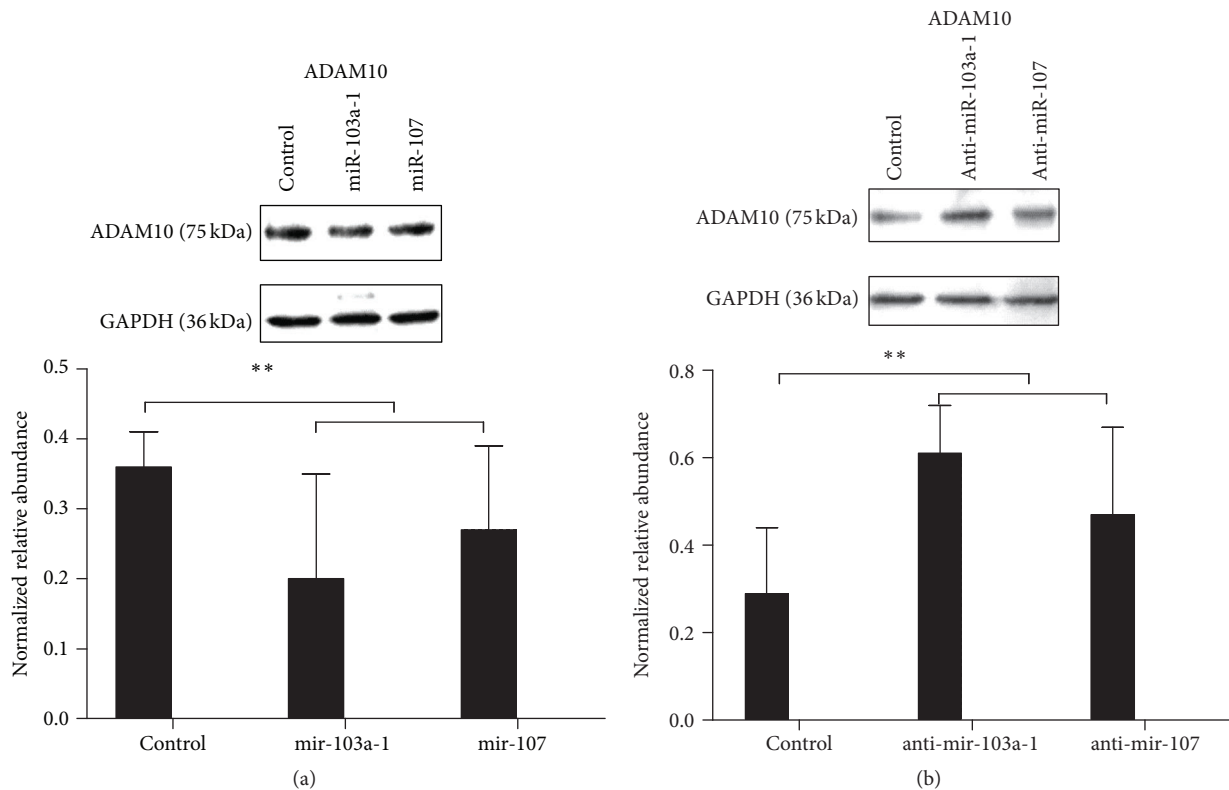 ADAM10
Control
miR-103a-1
miR-107
ADAM10 (75 kDa)
GAPDH (36 kDa)
**
Normalized relative abundance
0.5
0.4
0.3
0.2
0.1
0.0
Control
mir-103a-1
mir-107
(a)
ADAM10
Control
Anti-miR-103a-1
Anti-miR-107
ADAM10 (75 kDa)
GAPDH (36 kDa)
**
Normalized relative abundance
0.8
0.6
0.4
0.2
0.0
Control
anti-mir-103a-1
anti-mir-107
(b)